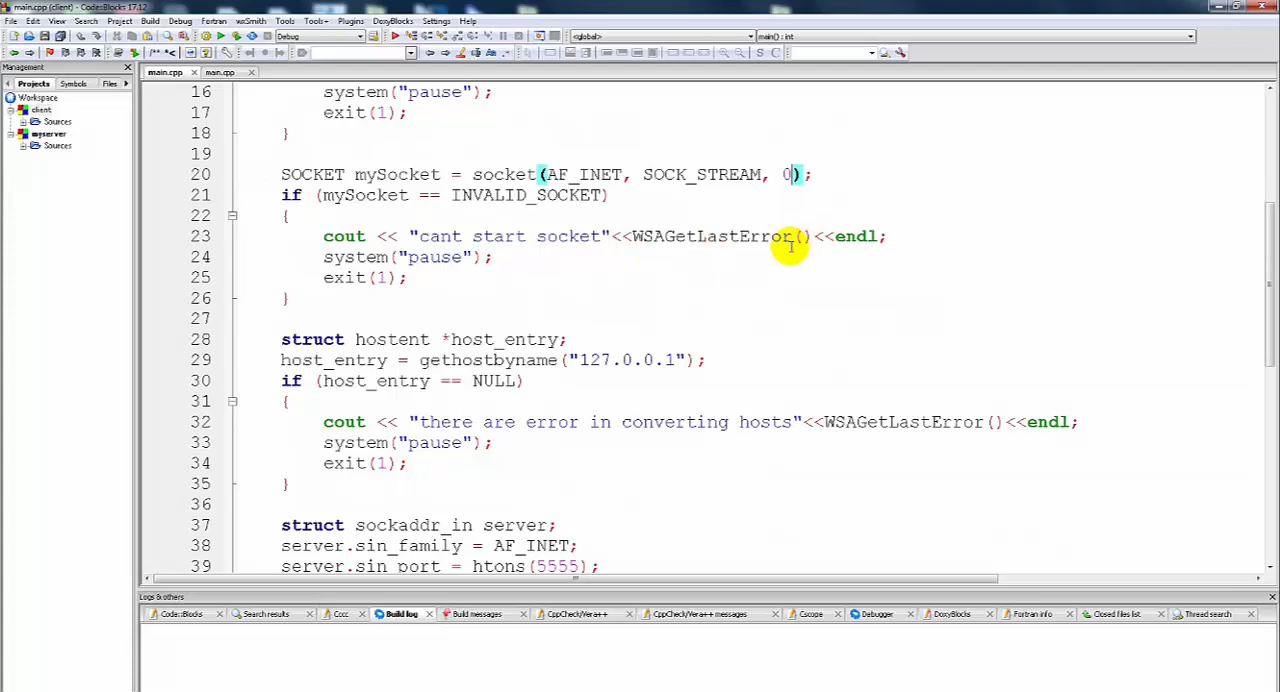 main.cpp (client) - Code::Blocks 17.12
File Edit View Search Project Build Debug Fortran wxSmith Tools Tools+ Plugins DoxyBlocks Settings Help
Debug <global> main() : int
/** *< S C
Management
Projects Symbols Files
main.cpp main.cpp
Workspace
client
Sources
myserver
Sources
16 system("pause");
17 exit(1);
18 }
19
20 SOCKET mySocket = socket(AF_INET, SOCK_STREAM, 0);
21 if (mySocket == INVALID_SOCKET)
22 {
23 cout << "cant start socket"<<WSAGetLastError()<<endl;
24 system("pause");
25 exit(1);
26 }
27
28 struct hostent *host_entry;
29 host_entry = gethostbyname("127.0.0.1");
30 if (host_entry == NULL)
31 {
32 cout << "there are error in converting hosts"<<WSAGetLastError()<<endl;
33 system("pause");
34 exit(1);
35 }
36
37 struct sockaddr_in server;
38 server.sin_family = AF_INET;
39 server.sin_port = htons(5555);
Logs & others
Code::Blocks Search results Cccc Build log Build messages CppCheck/Vera++ CppCheck/Vera++ messages Cscope Debugger DoxyBlocks Fortran info Closed files list Thread search